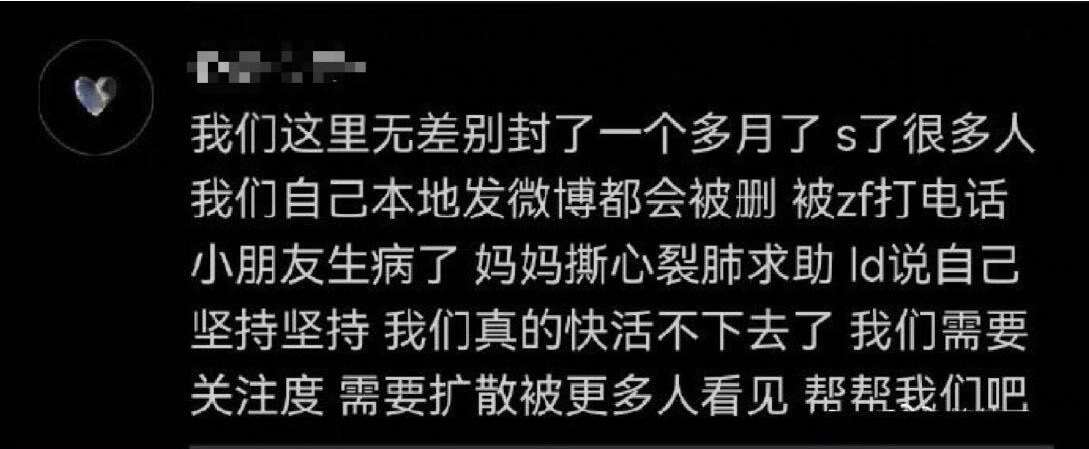 我们这里无差别封了一个多月了 s了很多人
我们自己本地发微博都会被删 被zf打电话
小朋友生病了 妈妈撕心裂肺求助 ld说自己
坚持坚持 我们真的快活不下去了 我们需要
关注度 需要扩散被更多人看见 帮帮我们吧